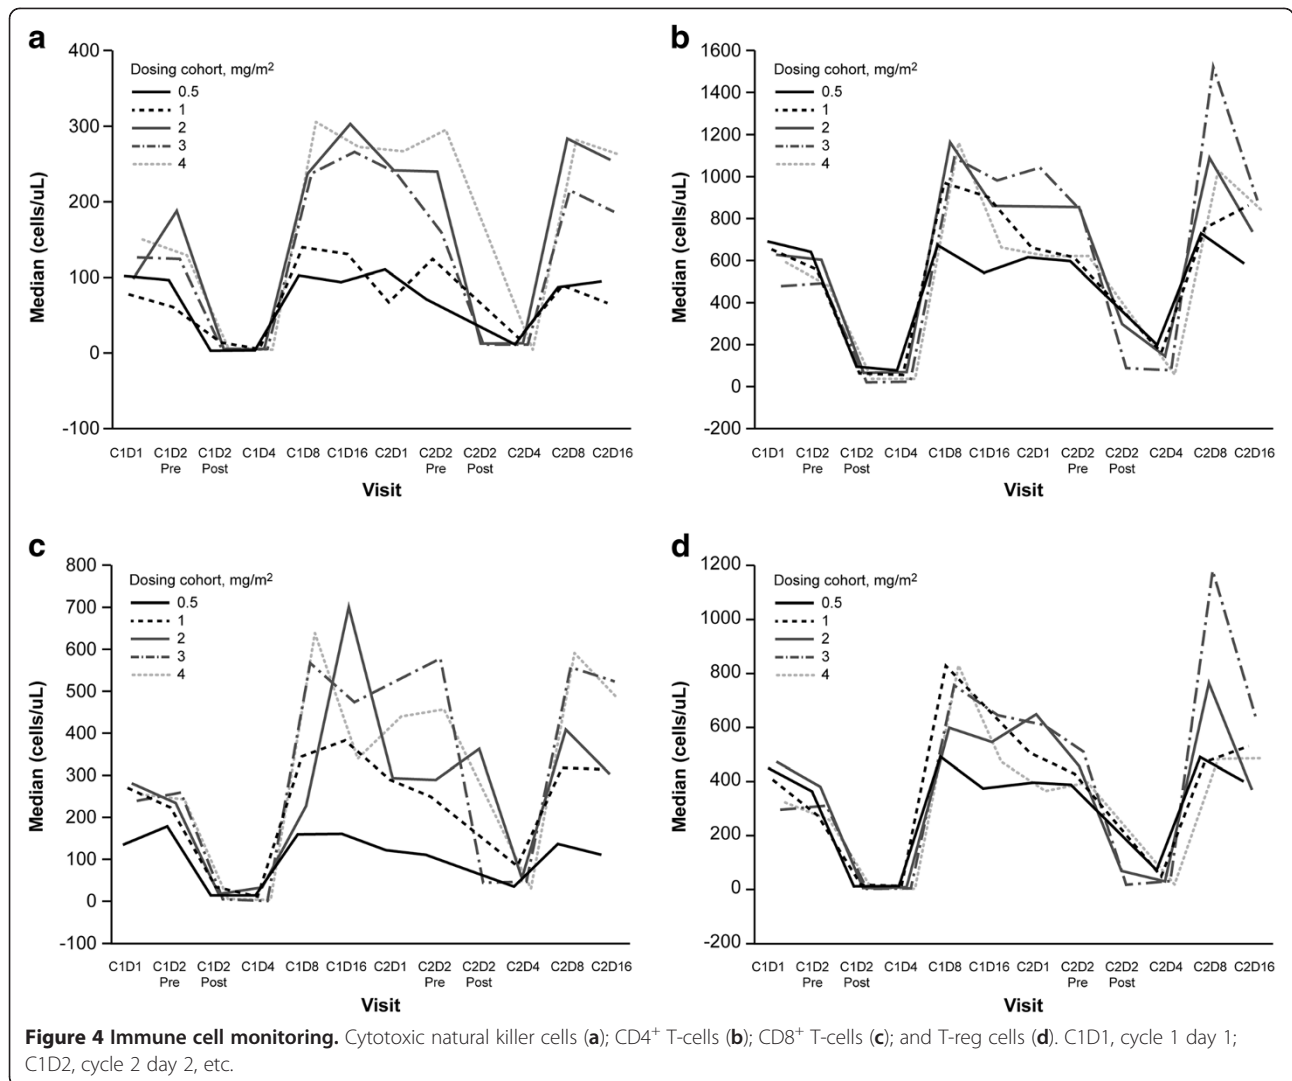 a
Dosing cohort, mg/m²
0.5
1
2
3
4
400
300
200
100
0
-100
Median (cells/uL)
C1D1 C1D2 Pre C1D2 Post C1D4 C1D8 C1D16 C2D1 C2D2 Pre C2D2 Post C2D4 C2D8 C2D16
Visit
b
Dosing cohort, mg/m²
0.5
1
2
3
4
1600
1400
1200
1000
800
600
400
200
0
-200
Median (cells/uL)
C1D1 C1D2 Pre C1D2 Post C1D4 C1D8 C1D16 C2D1 C2D2 Pre C2D2 Post C2D4 C2D8 C2D16
Visit
c
Dosing cohort, mg/m²
0.5
1
2
3
4
800
700
600
500
400
300
200
100
0
-100
Median (cells/uL)
C1D1 C1D2 Pre C1D2 Post C1D4 C1D8 C1D16 C2D1 C2D2 Pre C2D2 Post C2D4 C2D8 C2D16
Visit
d
Dosing cohort, mg/m²
0.5
1
2
3
4
1200
1000
800
600
400
200
0
-200
Median (cells/uL)
C1D1 C1D2 Pre C1D2 Post C1D4 C1D8 C1D16 C2D1 C2D2 Pre C2D2 Post C2D4 C2D8 C2D16
Visit
Figure 4 Immune cell monitoring. Cytotoxic natural killer cells (a); CD4⁺ T-cells (b); CD8⁺ T-cells (c); and T-reg cells (d). C1D1, cycle 1 day 1;
C1D2, cycle 2 day 2, etc.